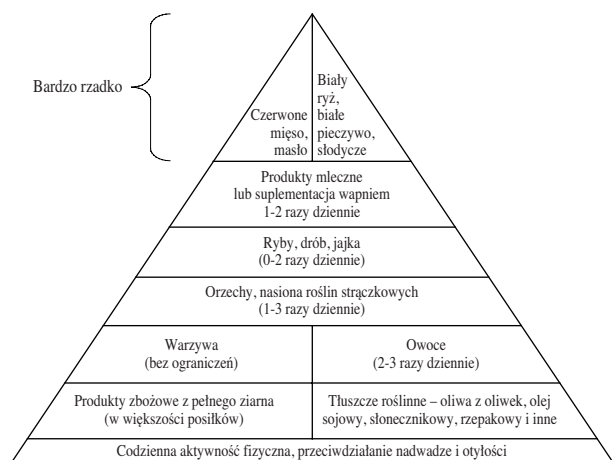 Bardzo rzadko
Czerwone
mięso,
masło
Biały
ryż,
białe
pieczywo,
słodycze
Produkty mleczne
lub suplementacja wapniem
1-2 razy dziennie
Ryby, drób, jajka
(0-2 razy dziennie)
Orzechy, nasiona roślin strączkowych
(1-3 razy dziennie)
Warzywa
(bez ograniczeń)
Owoce
(2-3 razy dziennie)
Produkty zbożowe z pełnego ziarna
(w większości posiłków)
Tłuszcze roślinne – oliwa z oliwek, olej
sojowy, słonecznikowy, rzepakowy i inne
Codzienna aktywność fizyczna, przeciwdziałanie nadwadze i otyłości